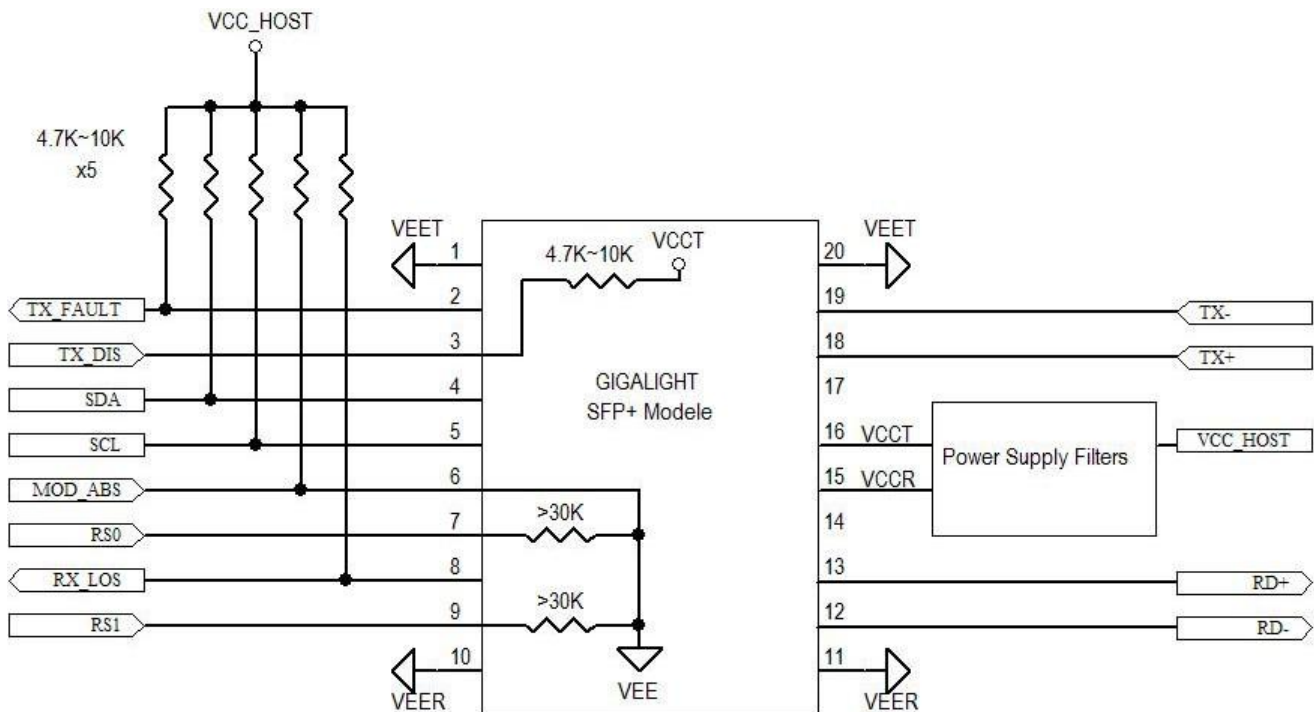 VCC_HOST
4.7K~10K
x5
VEET
1
4.7K~10K
VCCT
20
VEET
TX_FAULT
2
19
TX-
TX_DIS
3
18
TX+
SDA
4
GIGALIGHT
SFP+ Modele
17
SCL
5
16
VCCT
Power Supply Filters
VCC_HOST
MOD_ABS
6
15
VCCR
RS0
7
>30K
14
RX_LOS
8
13
RD+
RS1
9
>30K
12
RD-
10
VEER
VEE
11
VEER